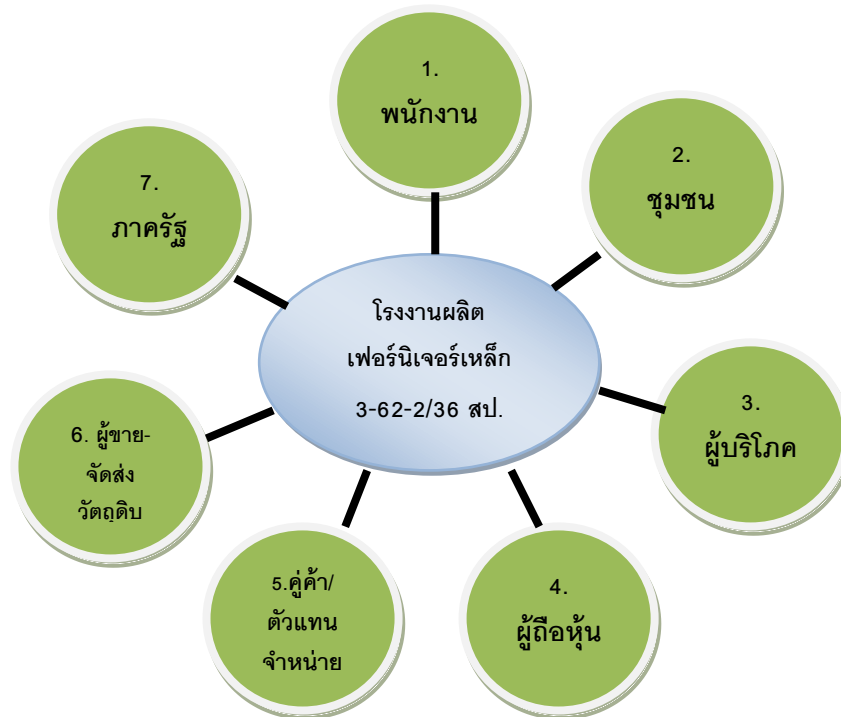 1.
พนักงาน
2.
ชุมชน
3.
ผู้บริโภค
4.
ผู้ถือหุ้น
5.คู่ค้า/
ตัวแทน
จำหน่าย
6. ผู้ขาย-
จัดส่ง
วัตถุดิบ
7.
ภาครัฐ
โรงงานผลิต
เฟอร์นิเจอร์เหล็ก
3-62-2/36 สป.